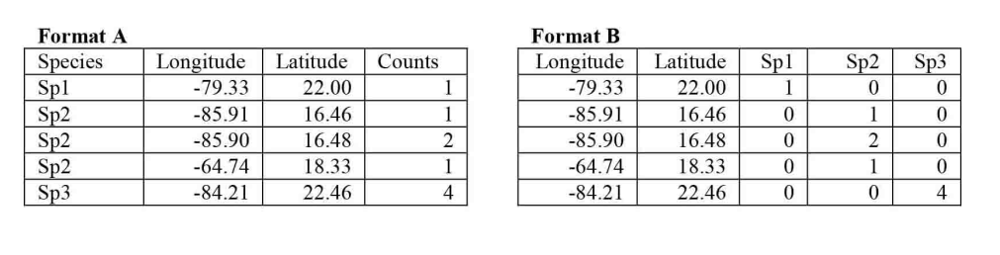 Format A
Species Longitude Latitude Counts
Sp1 -79.33 22.00 1
Sp2 -85.91 16.46 1
Sp2 -85.90 16.48 2
Sp2 -64.74 18.33 1
Sp3 -84.21 22.46 4
Format B
Longitude Latitude Sp1 Sp2 Sp3
-79.33 22.00 1 0 0
-85.91 16.46 0 1 0
-85.90 16.48 0 2 0
-64.74 18.33 0 1 0
-84.21 22.46 0 0 4